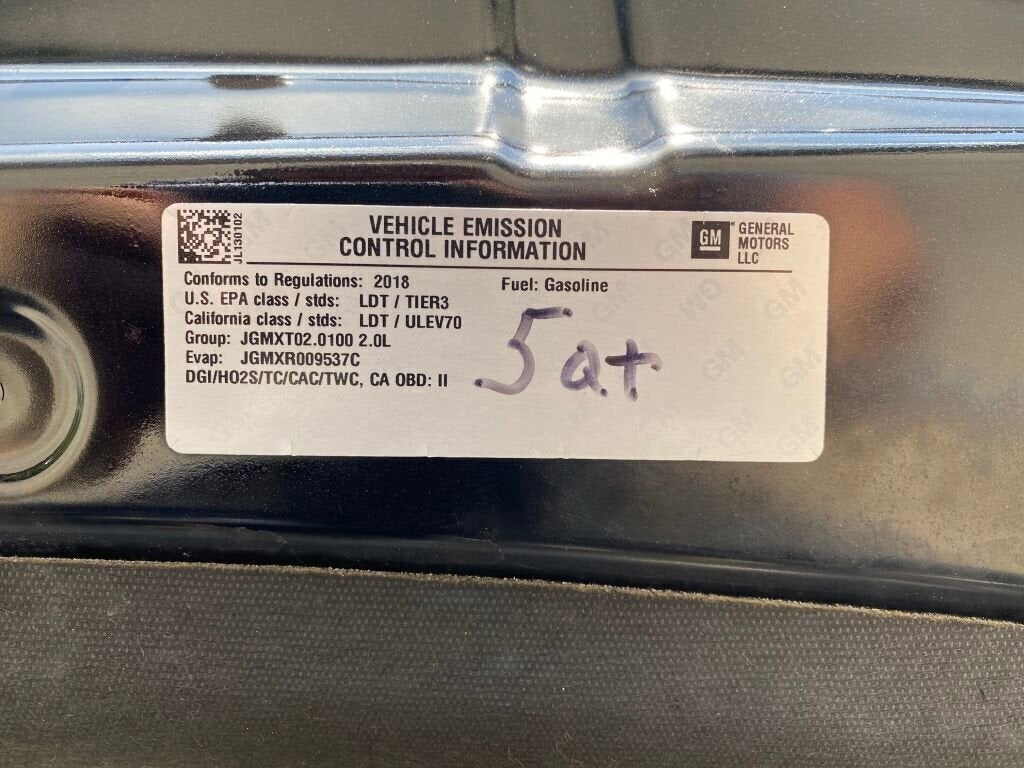 JL130102
VEHICLE EMISSION
CONTROL INFORMATION
GM
GENERAL
MOTORS
LLC
Conforms to Regulations: 2018
Fuel: Gasoline
U.S. EPA class / stds: LDT / TIER3
California class / stds: LDT / ULEV70
Group: JGMXT02.0100 2.0L
Evap: JGMXR009537C
DGI/HO2S/TC/CAC/TWC, CA OBD: II
5 Qt